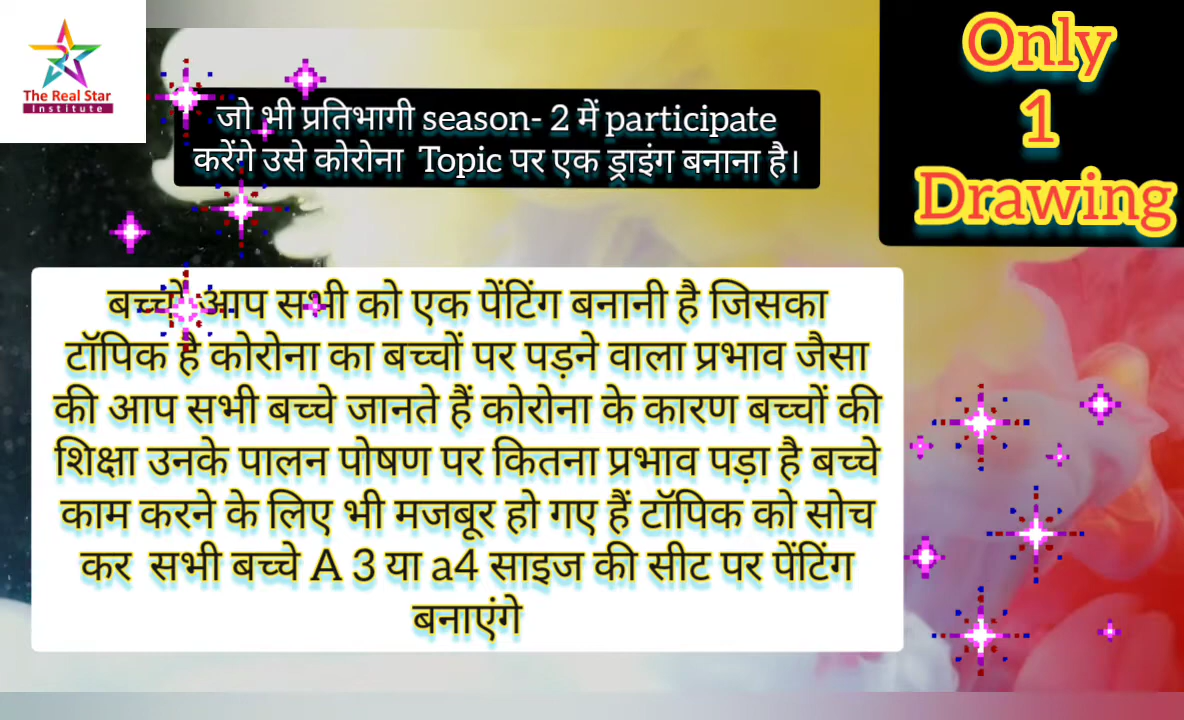 The Real Star
Institute
Only
1
Drawing
जो भी प्रतिभागी season- 2 में participate
करेंगे उसे कोरोना Topic पर एक ड्राइंग बनाना है।
बच्चों आप सभी को एक पेंटिंग बनानी है जिसका
टॉपिक है कोरोना का बच्चों पर पड़ने वाला प्रभाव जैसा
की आप सभी बच्चे जानते हैं कोरोना के कारण बच्चों की
शिक्षा उनके पालन पोषण पर कितना प्रभाव पड़ा है बच्चे
काम करने के लिए भी मजबूर हो गए हैं टॉपिक को सोच
कर सभी बच्चे A 3 या a4 साइज की सीट पर पेंटिंग
बनाएंगे